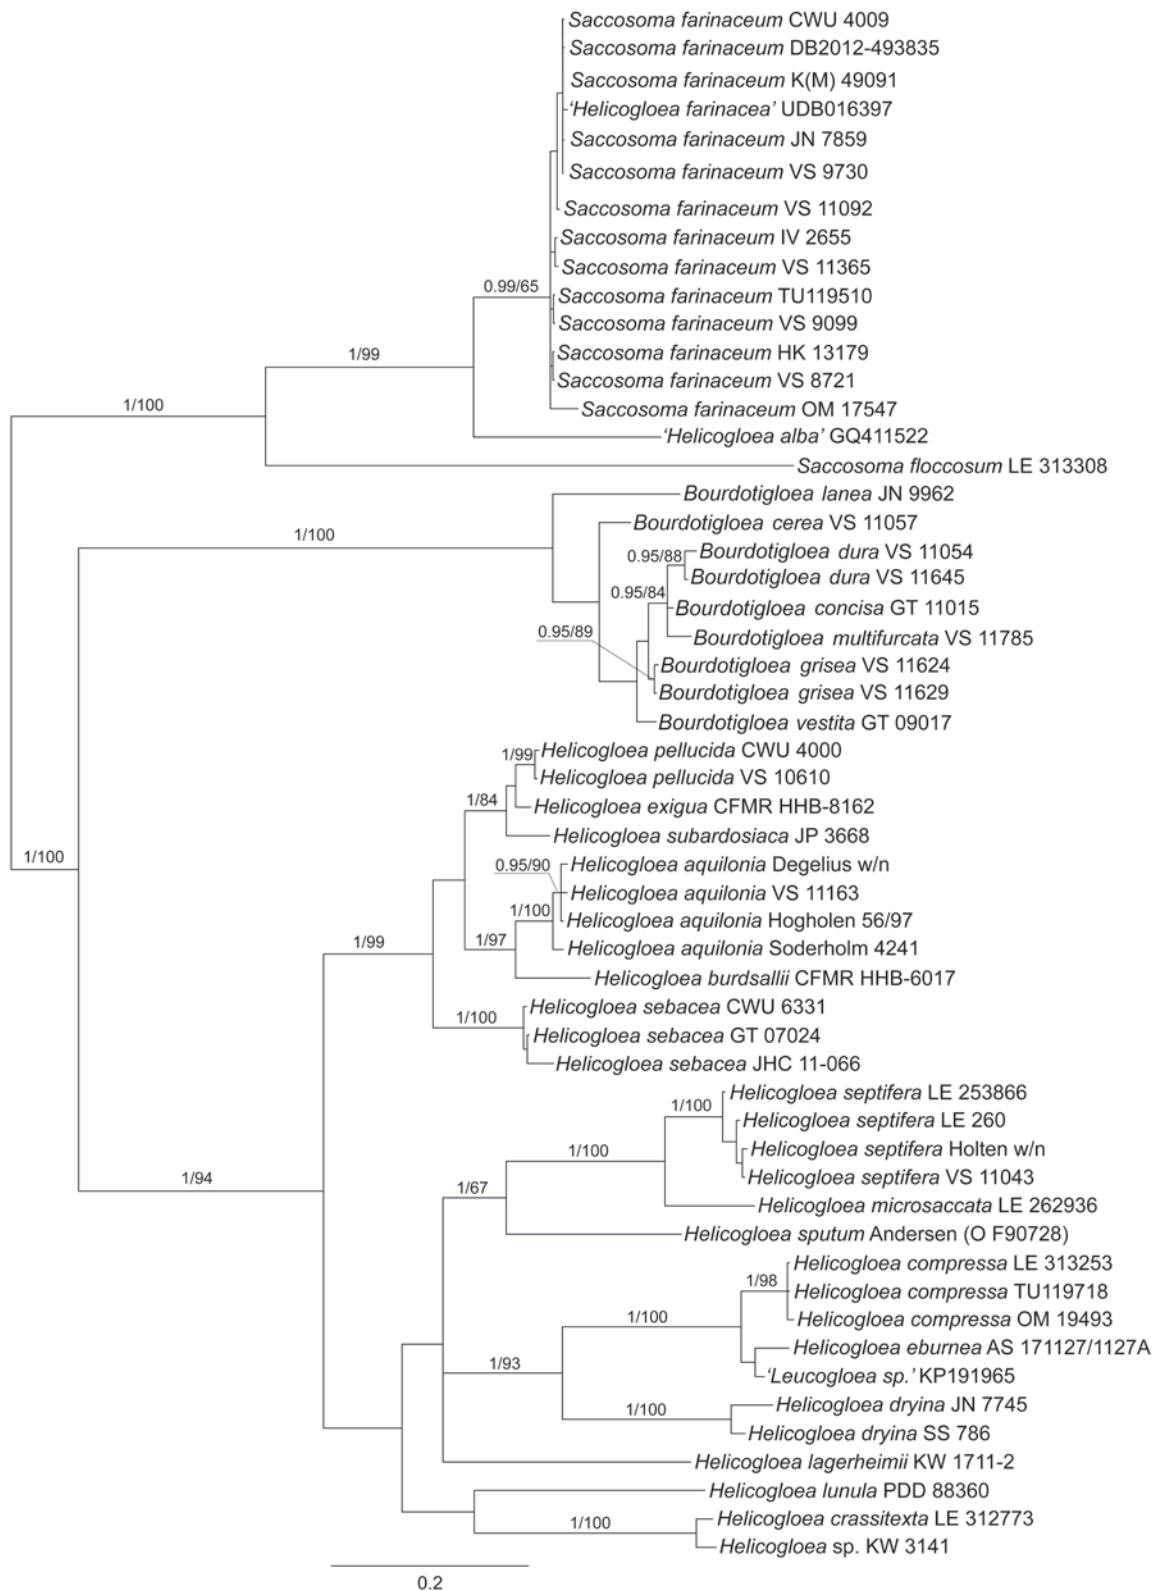 Saccosoma farinaceum CWU 4009
Saccosoma farinaceum DB2012-493835
Saccosoma farinaceum K(M) 49091
‘Helicogloea farinacea’ UDB016397
Saccosoma farinaceum JN 7859
Saccosoma farinaceum VS 9730
Saccosoma farinaceum VS 11092
Saccosoma farinaceum IV 2655
Saccosoma farinaceum VS 11365
0.99/65
Saccosoma farinaceum TU119510
Saccosoma farinaceum VS 9099
Saccosoma farinaceum HK 13179
1/99
Saccosoma farinaceum VS 8721
1/100
Saccosoma farinaceum OM 17547
‘Helicogloea alba’ GQ411522
Saccosoma floccosum LE 313308
Bourdotigloea lanea JN 9962
Bourdotigloea cerea VS 11057
1/100
Bourdotigloea dura VS 11054
0.95/88
Bourdotigloea dura VS 11645
0.95/84
Bourdotigloea concisa GT 11015
0.95/89
Bourdotigloea multifurcata VS 11785
Bourdotigloea grisea VS 11624
Bourdotigloea grisea VS 11629
Bourdotigloea vestita GT 09017
1/99
Helicogloea pellucida CWU 4000
Helicogloea pellucida VS 10610
1/84
Helicogloea exigua CFMR HHB-8162
Helicogloea subardosiaca JP 3668
1/100
0.95/90
Helicogloea aquilonia Degelius w/n
Helicogloea aquilonia VS 11163
1/100
Helicogloea aquilonia Hogholen 56/97
1/99
1/97
Helicogloea aquilonia Soderholm 4241
Helicogloea burdsallii CFMR HHB-6017
Helicogloea sebacea CWU 6331
1/100
Helicogloea sebacea GT 07024
Helicogloea sebacea JHC 11-066
Helicogloea septifera LE 253866
1/100
Helicogloea septifera LE 260
Helicogloea septifera Holten w/n
1/100
Helicogloea septifera VS 11043
1/94
1/67
Helicogloea microsaccata LE 262936
Helicogloea sputum Andersen (O F90728)
Helicogloea compressa LE 313253
1/98
Helicogloea compressa TU119718
1/100
Helicogloea compressa OM 19493
Helicogloea eburnea AS 171127/1127A
1/93
‘Leucogloea sp.’ KP191965
Helicogloea dryina JN 7745
1/100
Helicogloea dryina SS 786
Helicogloea lagerheimii KW 1711-2
Helicogloea lunula PDD 88360
1/100
Helicogloea crassitexta LE 312773
Helicogloea sp. KW 3141
0.2